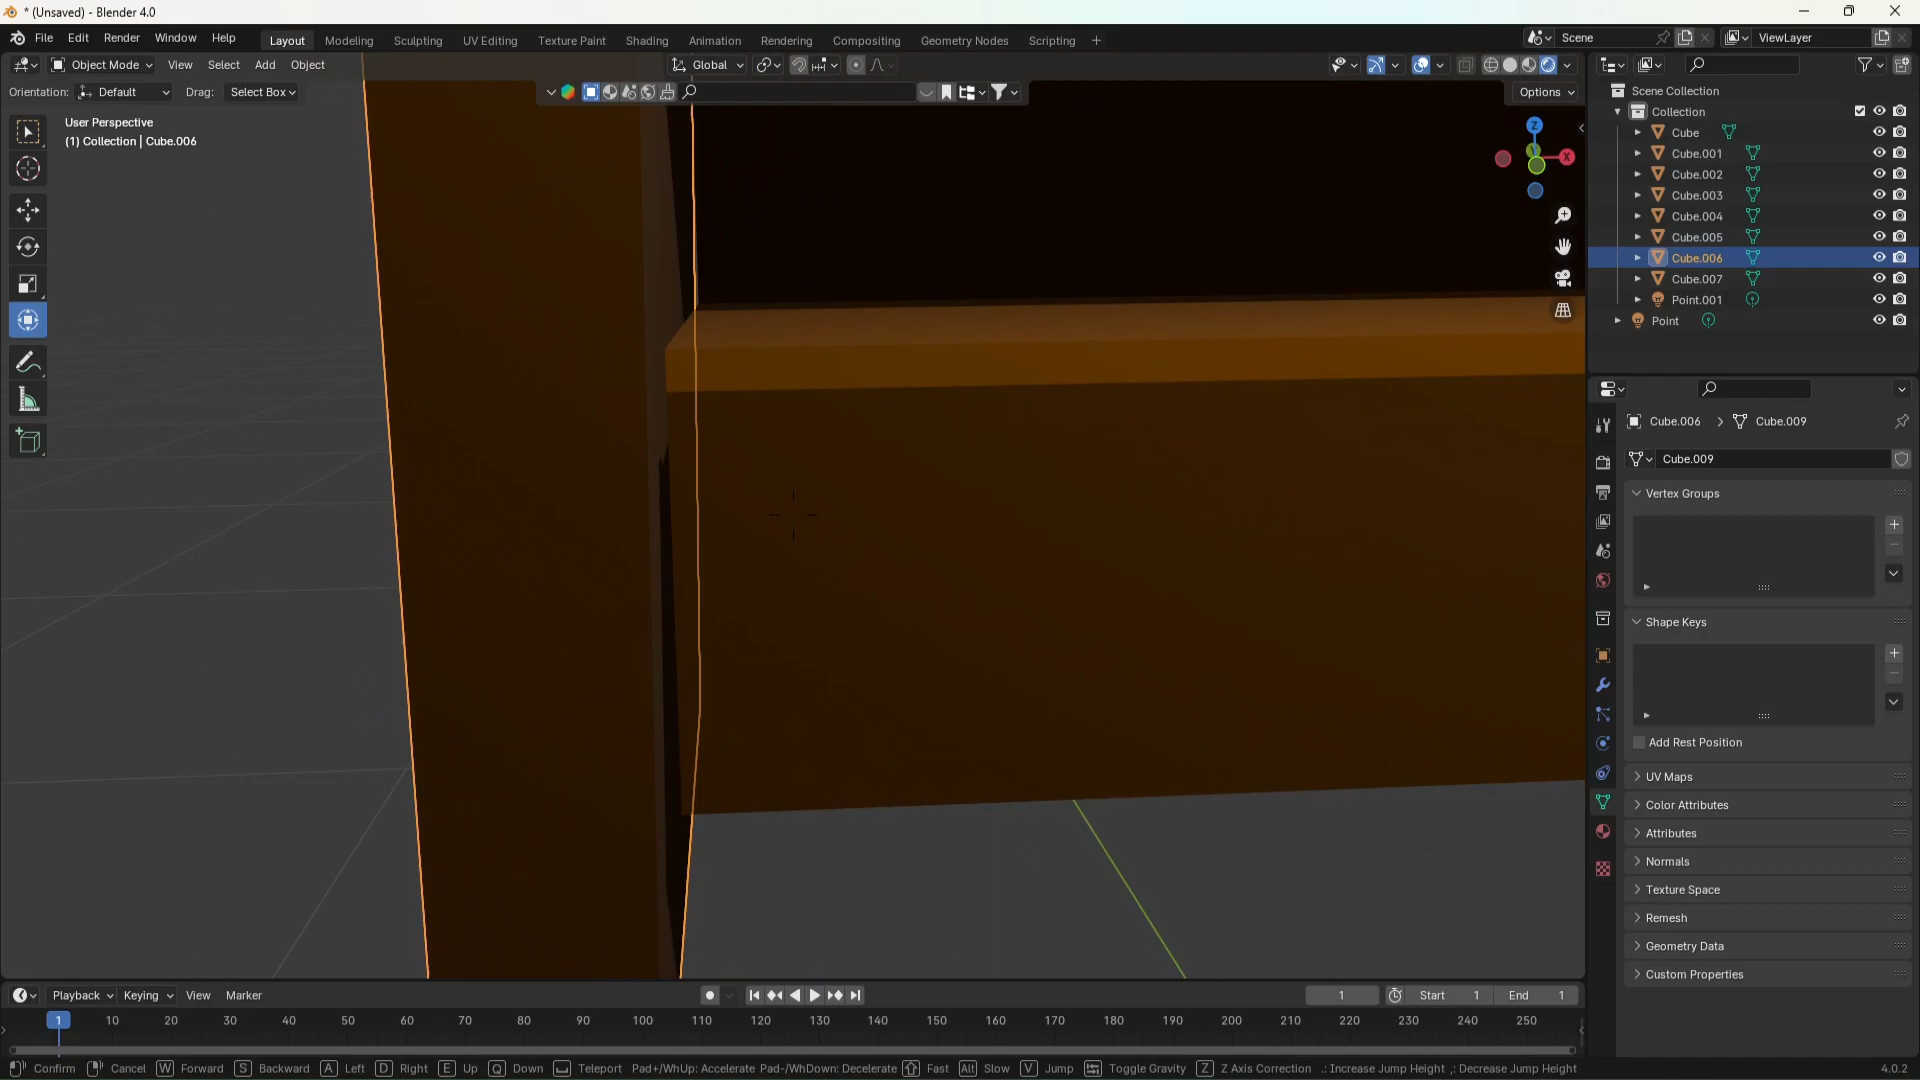 * (Unsaved) - Blender 4.0
File Edit Render Window Help
Layout Modeling Sculpting UV Editing Texture Paint Shading Animation Rendering Compositing Geometry Nodes Scripting +
Scene
ViewLayer
Object Mode View Select Add Object
Global
Orientation: Default Drag: Select Box
Options
User Perspective
(1) Collection | Cube.006
Z
X
Scene Collection
Collection
Cube
Cube.001
Cube.002
Cube.003
Cube.004
Cube.005
Cube.006
Cube.007
Point.001
Point
Cube.006 > Cube.009
Cube.009
Vertex Groups
Shape Keys
Add Rest Position
UV Maps
Color Attributes
Attributes
Normals
Texture Space
Remesh
Geometry Data
Custom Properties
Playback Keying View Marker
1
Start 1 End 1
1 10 20 30 40 50 60 70 80 90 100 110 120 130 140 150 160 170 180 190 200 210 220 230 240 250
Confirm Cancel W Forward S Backward A Left D Right E Up Q Down Teleport Pad+/WhUp: Accelerate Pad-/WhDown: Decelerate Fast Alt Slow V Jump Toggle Gravity Z Z Axis Correction .: Increase Jump Height ,: Decrease Jump Height
4.0.2